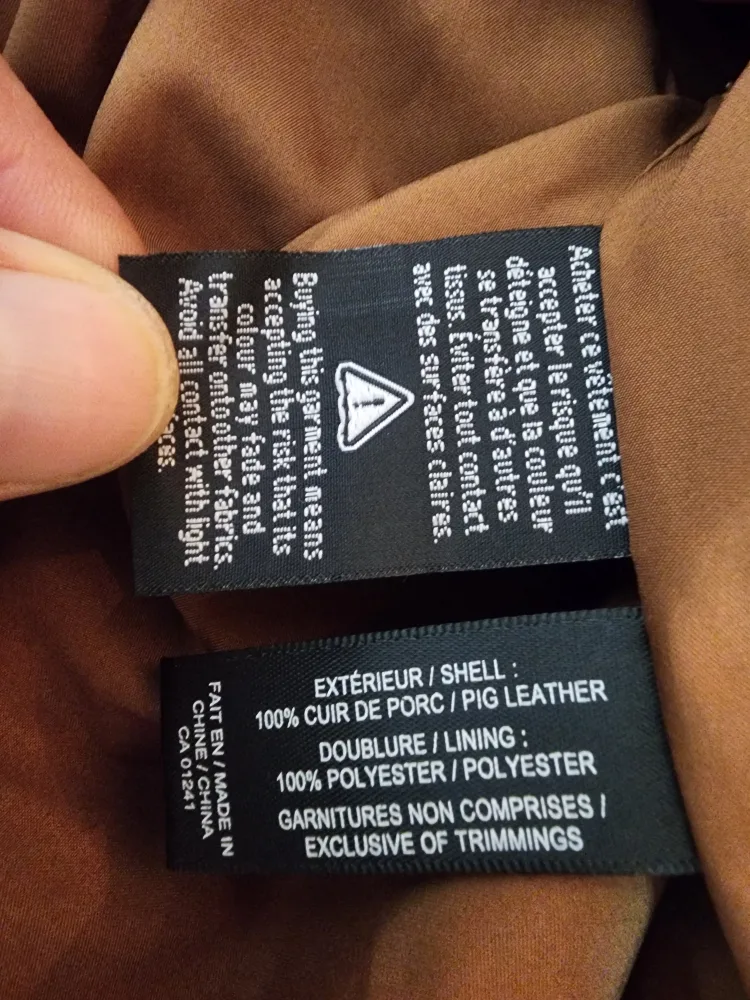 Acheter ce vêtement c'est
accepter le risque qu'il
déteigne et que la couleur
se transfère à d'autres
tissus. Éviter tout contact
avec des surfaces claires.
!
Buying this garment means
accepting the risk that its
colour may fade and
transfer onto other fabrics.
Avoid all contact with light
EXTÉRIEUR / SHELL :
100% CUIR DE PORC / PIG LEATHER
DOUBLURE / LINING :
100% POLYESTER / POLYESTER
GARNITURES NON COMPRISES /
EXCLUSIVE OF TRIMMINGS
FAIT EN / MADE IN
CHINE / CHINA
CA 01241